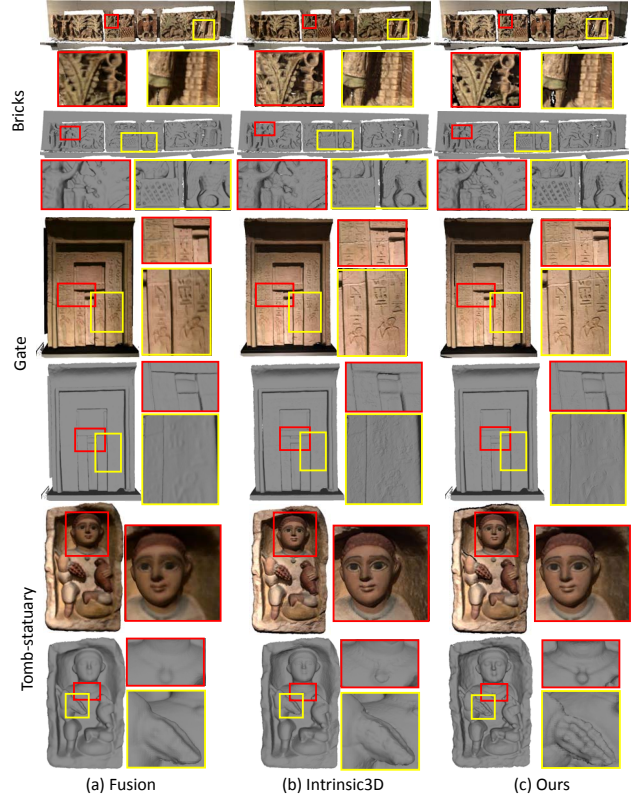 Bricks
Gate
Tomb-statuary
(a) Fusion
(b) Intrinsic3D
(c) Ours